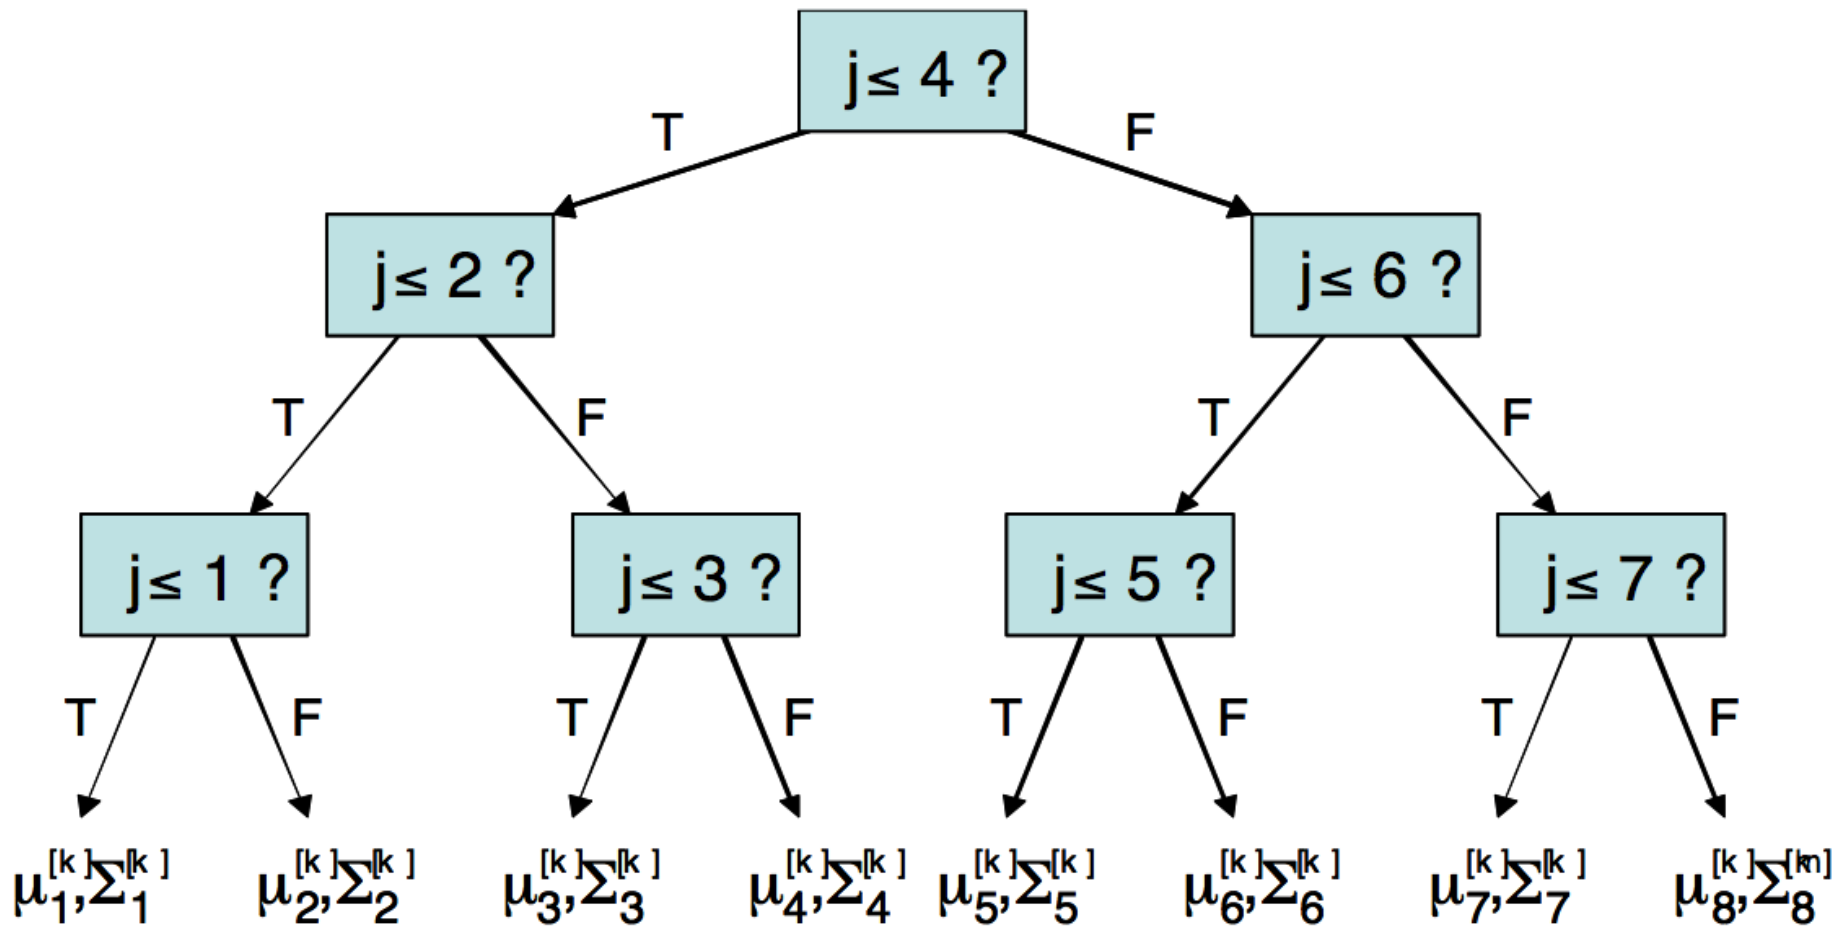 j≤ 4 ?
T F
j≤ 2 ? j≤ 6 ?
T F T F
j≤ 1 ? j≤ 3 ? j≤ 5 ? j≤ 7 ?
T F T F T F T F
μ₁[k],Σ₁[k] μ₂[k],Σ₂[k] μ₃[k],Σ₃[k] μ₄[k],Σ₄[k] μ₅[k],Σ₅[k] μ₆[k],Σ₆[k] μ₇[k],Σ₇[k] μ₈[k],Σ₈